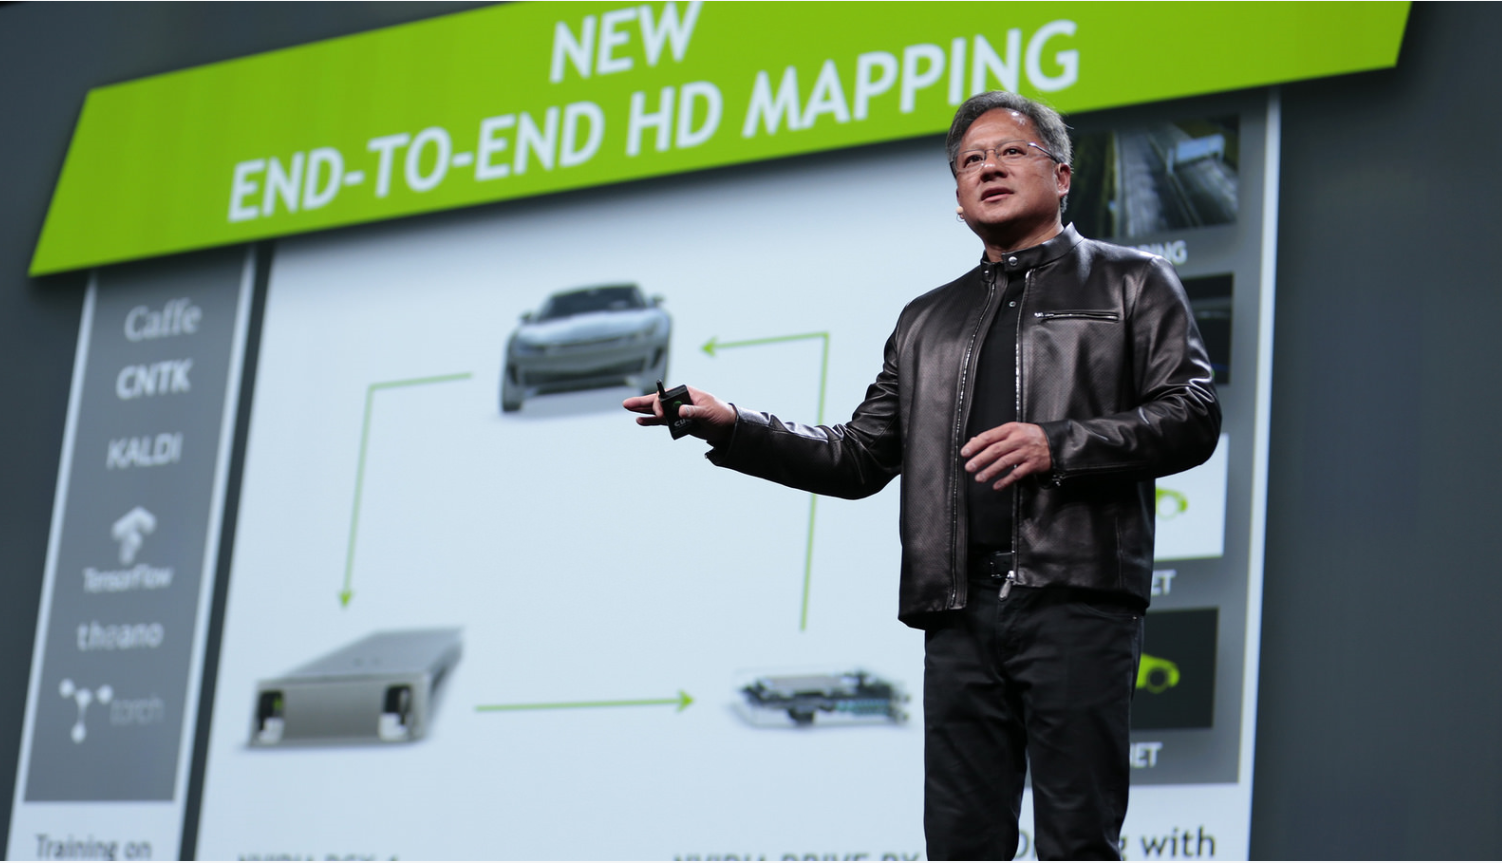 NEW
END-TO-END HD MAPPING
Caffe
CNTK
KALDI
TensorFlow
theano
torch
Training on
with